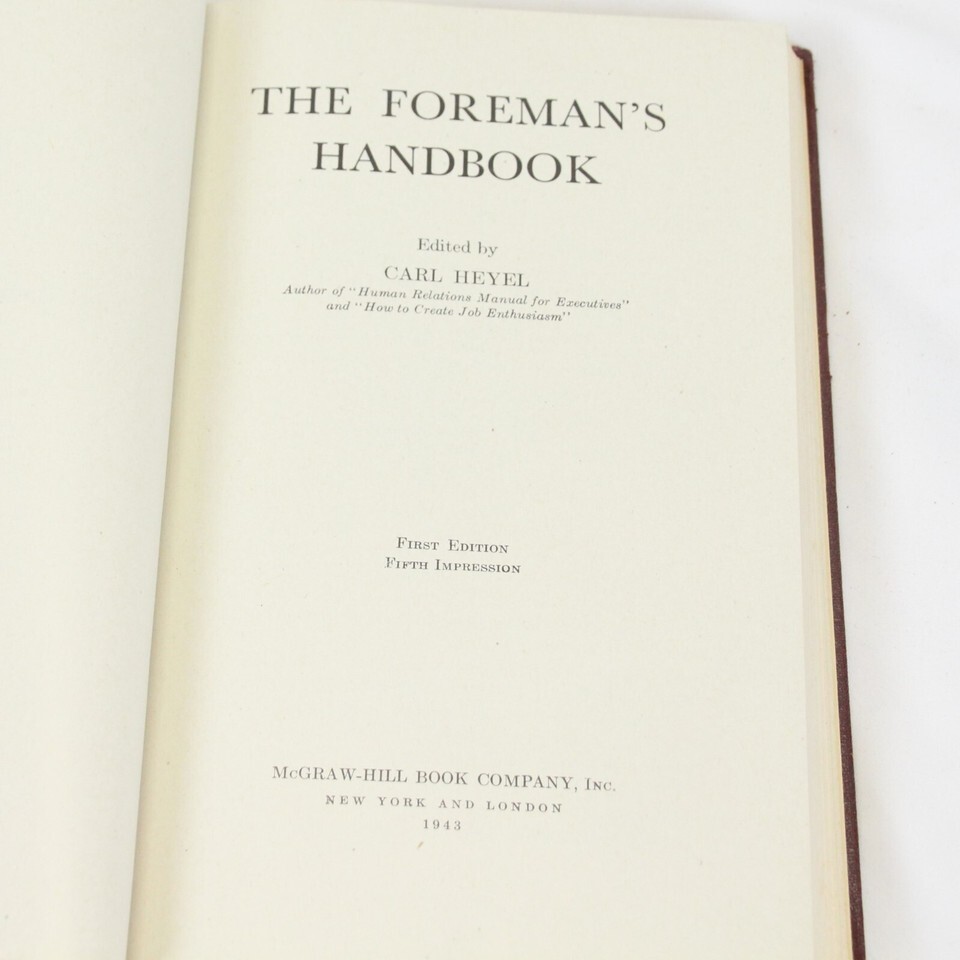 THE FOREMAN'S
HANDBOOK
Edited by
CARL HEYEL
Author of "Human Relations Manual for Executives"
and "How to Create Job Enthusiasm"
First Edition
Fifth Impression
McGRAW-HILL BOOK COMPANY, Inc.
NEW YORK AND LONDON
1943